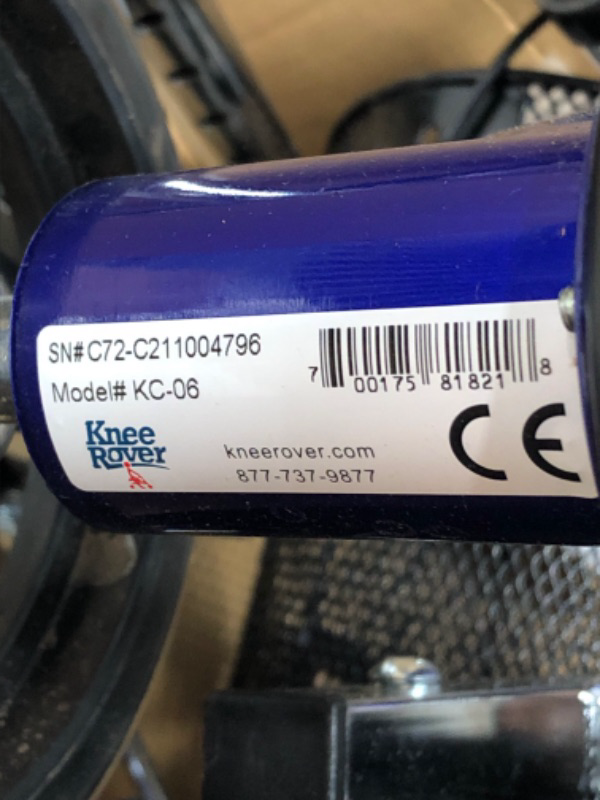 SN# C72-C211004796
Model# KC-06
7 00175 81821 8
Knee
Rover
kneerover.com
877-737-9877
CE